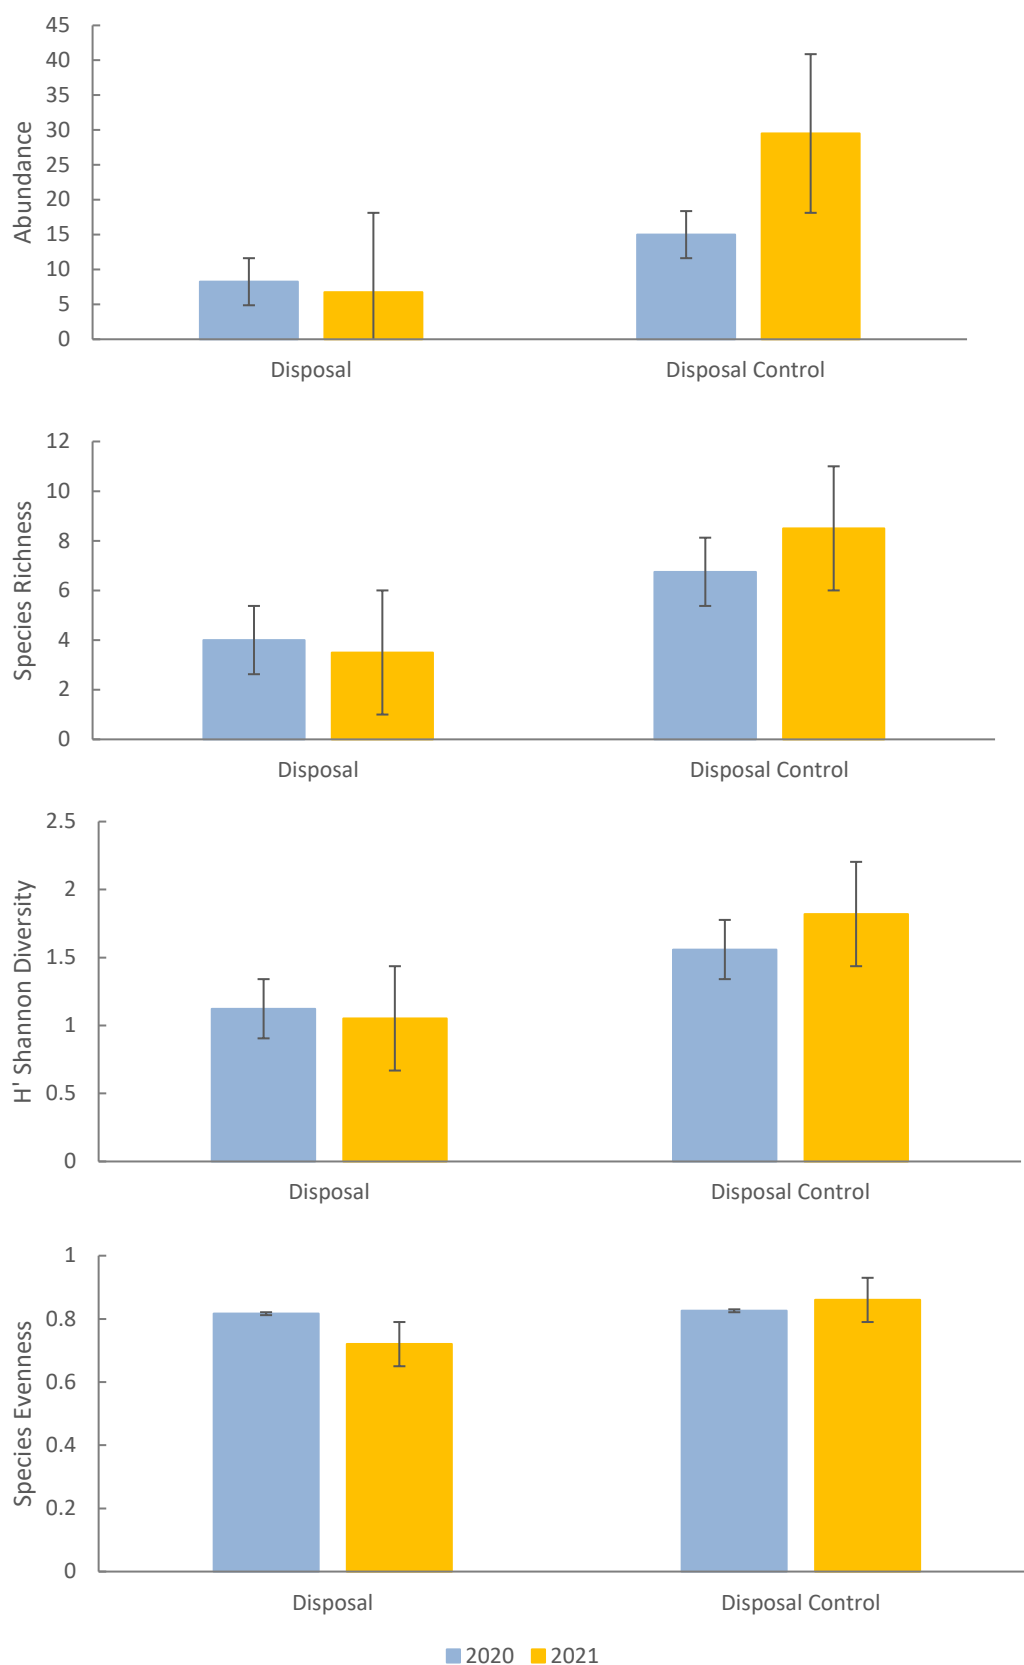 45
40
35
30
25
20
15
10
5
0
Abundance
Disposal
Disposal Control
12
10
8
6
4
2
0
Species Richness
Disposal
Disposal Control
2.5
2
1.5
1
0.5
0
H' Shannon Diversity
Disposal
Disposal Control
1
0.8
0.6
0.4
0.2
0
Species Evenness
Disposal
Disposal Control
2020
2021